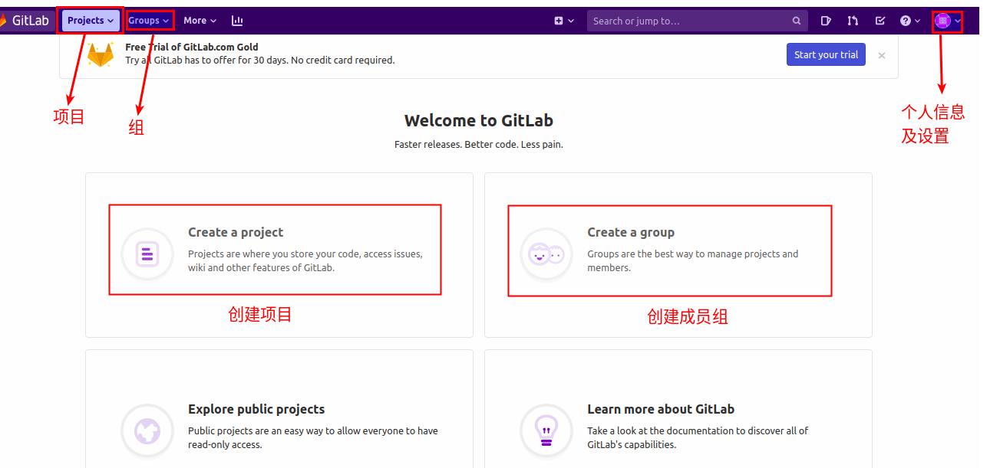 GitLab Projects Groups More Search or jump to...
Free Trial of GitLab.com Gold
Try all GitLab has to offer for 30 days. No credit card required.
Start your trial
项目
组
个人信息
及设置
Welcome to GitLab
Faster releases. Better code. Less pain.
Create a project
Projects are where you store your code, access issues,
wiki and other features of GitLab.
创建项目
Create a group
Groups are the best way to manage projects and
members.
创建成员组
Explore public projects
Public projects are an easy way to allow everyone to have
read-only access.
Learn more about GitLab
Take a look at the documentation to discover all of
GitLab's capabilities.